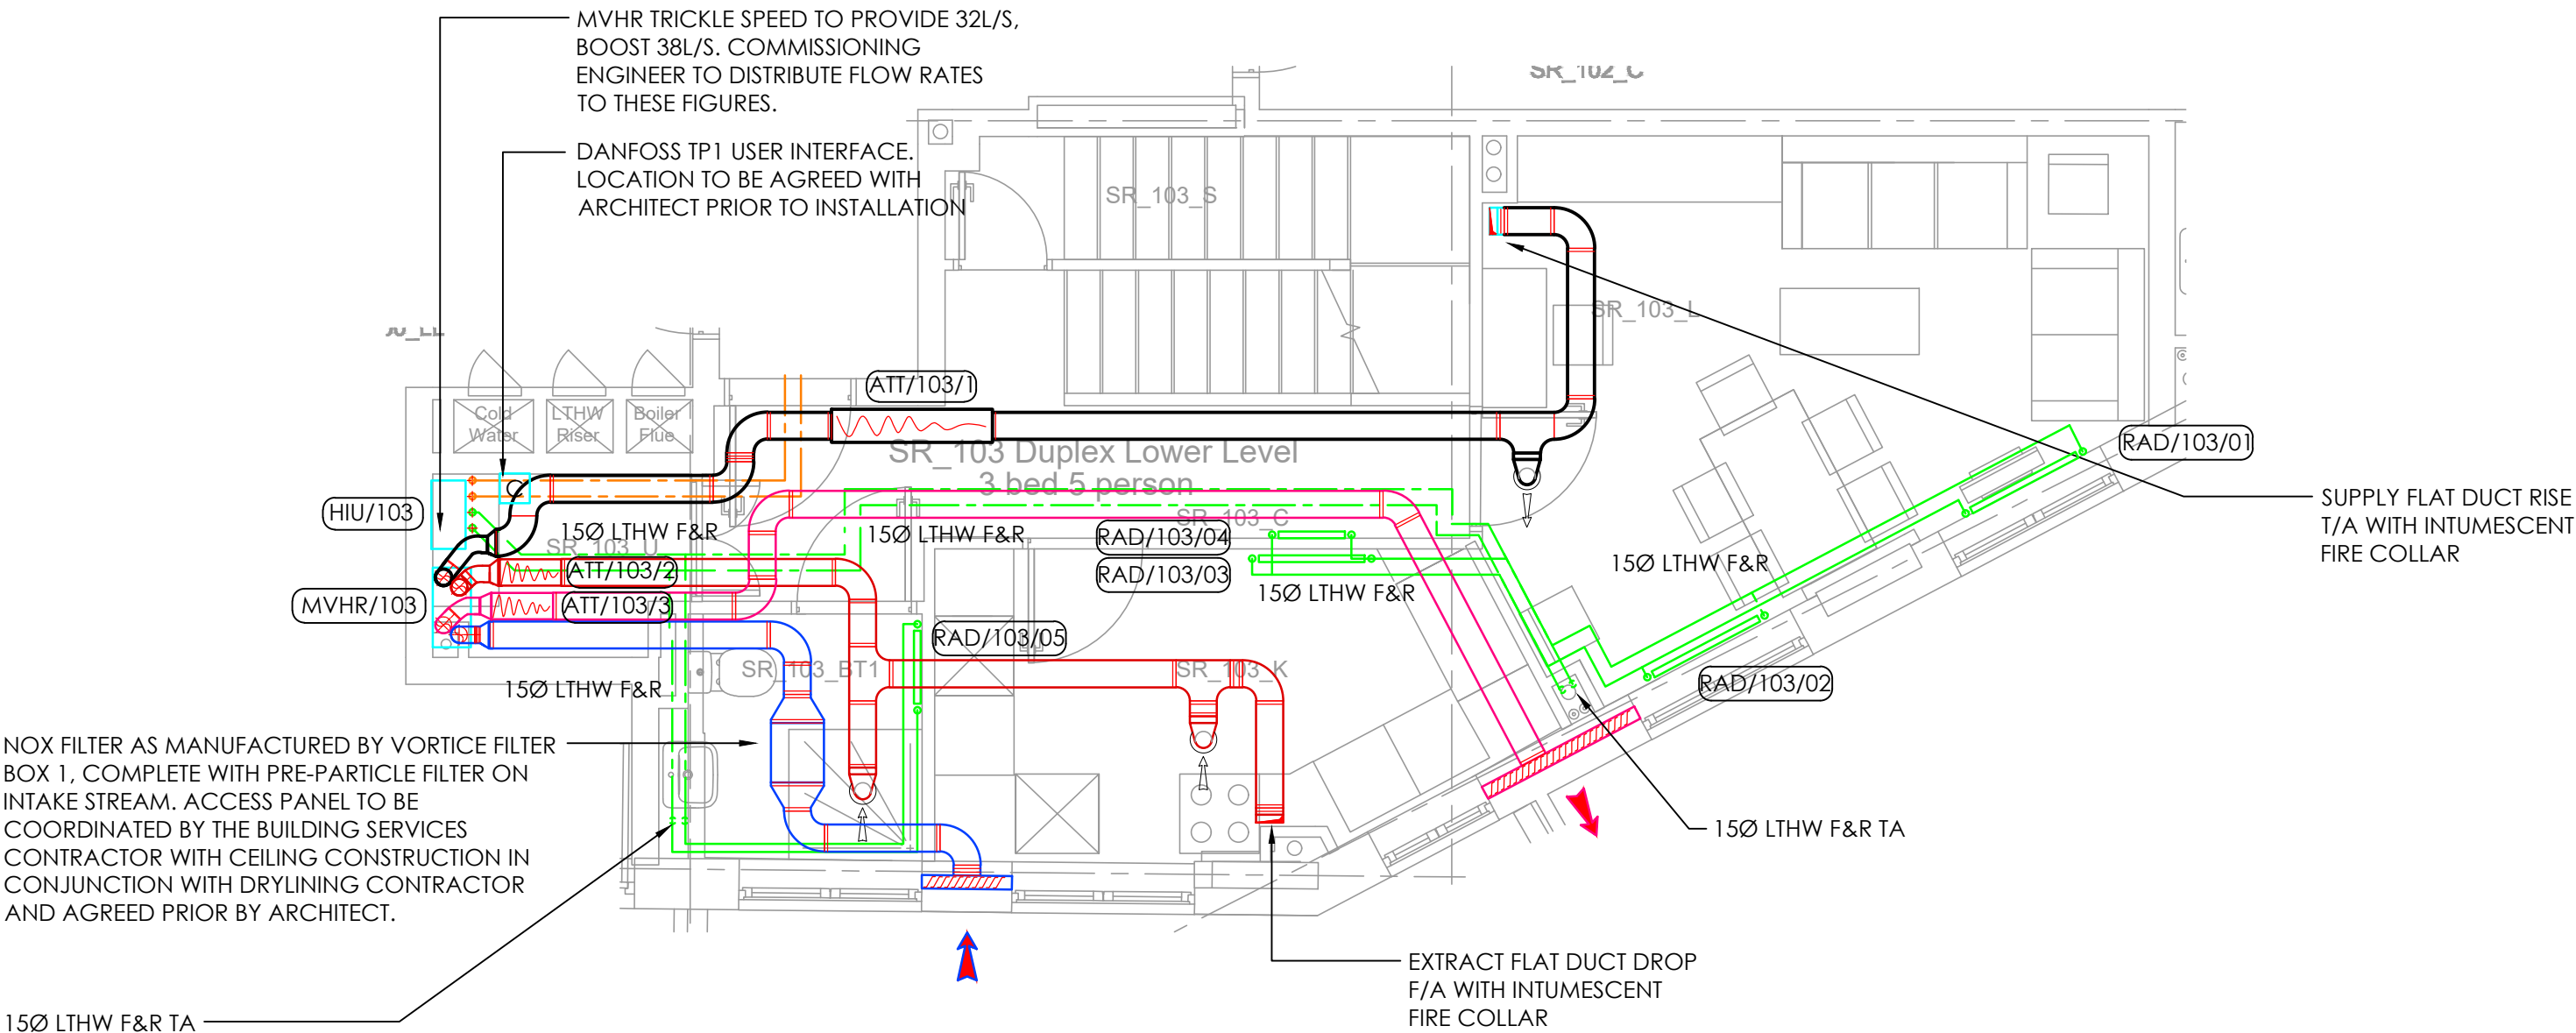 MVHR TRICKLE SPEED TO PROVIDE 32L/S,
BOOST 38L/S. COMMISSIONING
ENGINEER TO DISTRIBUTE FLOW RATES
TO THESE FIGURES.
SR_102_C
DANFOSS TP1 USER INTERFACE.
LOCATION TO BE AGREED WITH
ARCHITECT PRIOR TO INSTALLATION
SR_103_S
SR_103_L
ATT/103/1
Cold
Water
LTHW
Riser
Boiler
Flue
SR_103 Duplex Lower Level
3 bed 5 person
RAD/103/01
HIU/103
SUPPLY FLAT DUCT RISE
T/A WITH INTUMESCENT
FIRE COLLAR
15Ø LTHW F&R
15Ø LTHW F&R
SR_103_C
SR_103_U
RAD/103/04
ATT/103/2
RAD/103/03
15Ø LTHW F&R
15Ø LTHW F&R
MVHR/103
ATT/103/3
RAD/103/05
SR_103_BT1
SR_103_K
15Ø LTHW F&R
RAD/103/02
NOX FILTER AS MANUFACTURED BY VORTICE FILTER
BOX 1, COMPLETE WITH PRE-PARTICLE FILTER ON
INTAKE STREAM. ACCESS PANEL TO BE
COORDINATED BY THE BUILDING SERVICES
CONTRACTOR WITH CEILING CONSTRUCTION IN
CONJUNCTION WITH DRYLINING CONTRACTOR
AND AGREED PRIOR BY ARCHITECT.
15Ø LTHW F&R TA
EXTRACT FLAT DUCT DROP
F/A WITH INTUMESCENT
FIRE COLLAR
15Ø LTHW F&R TA